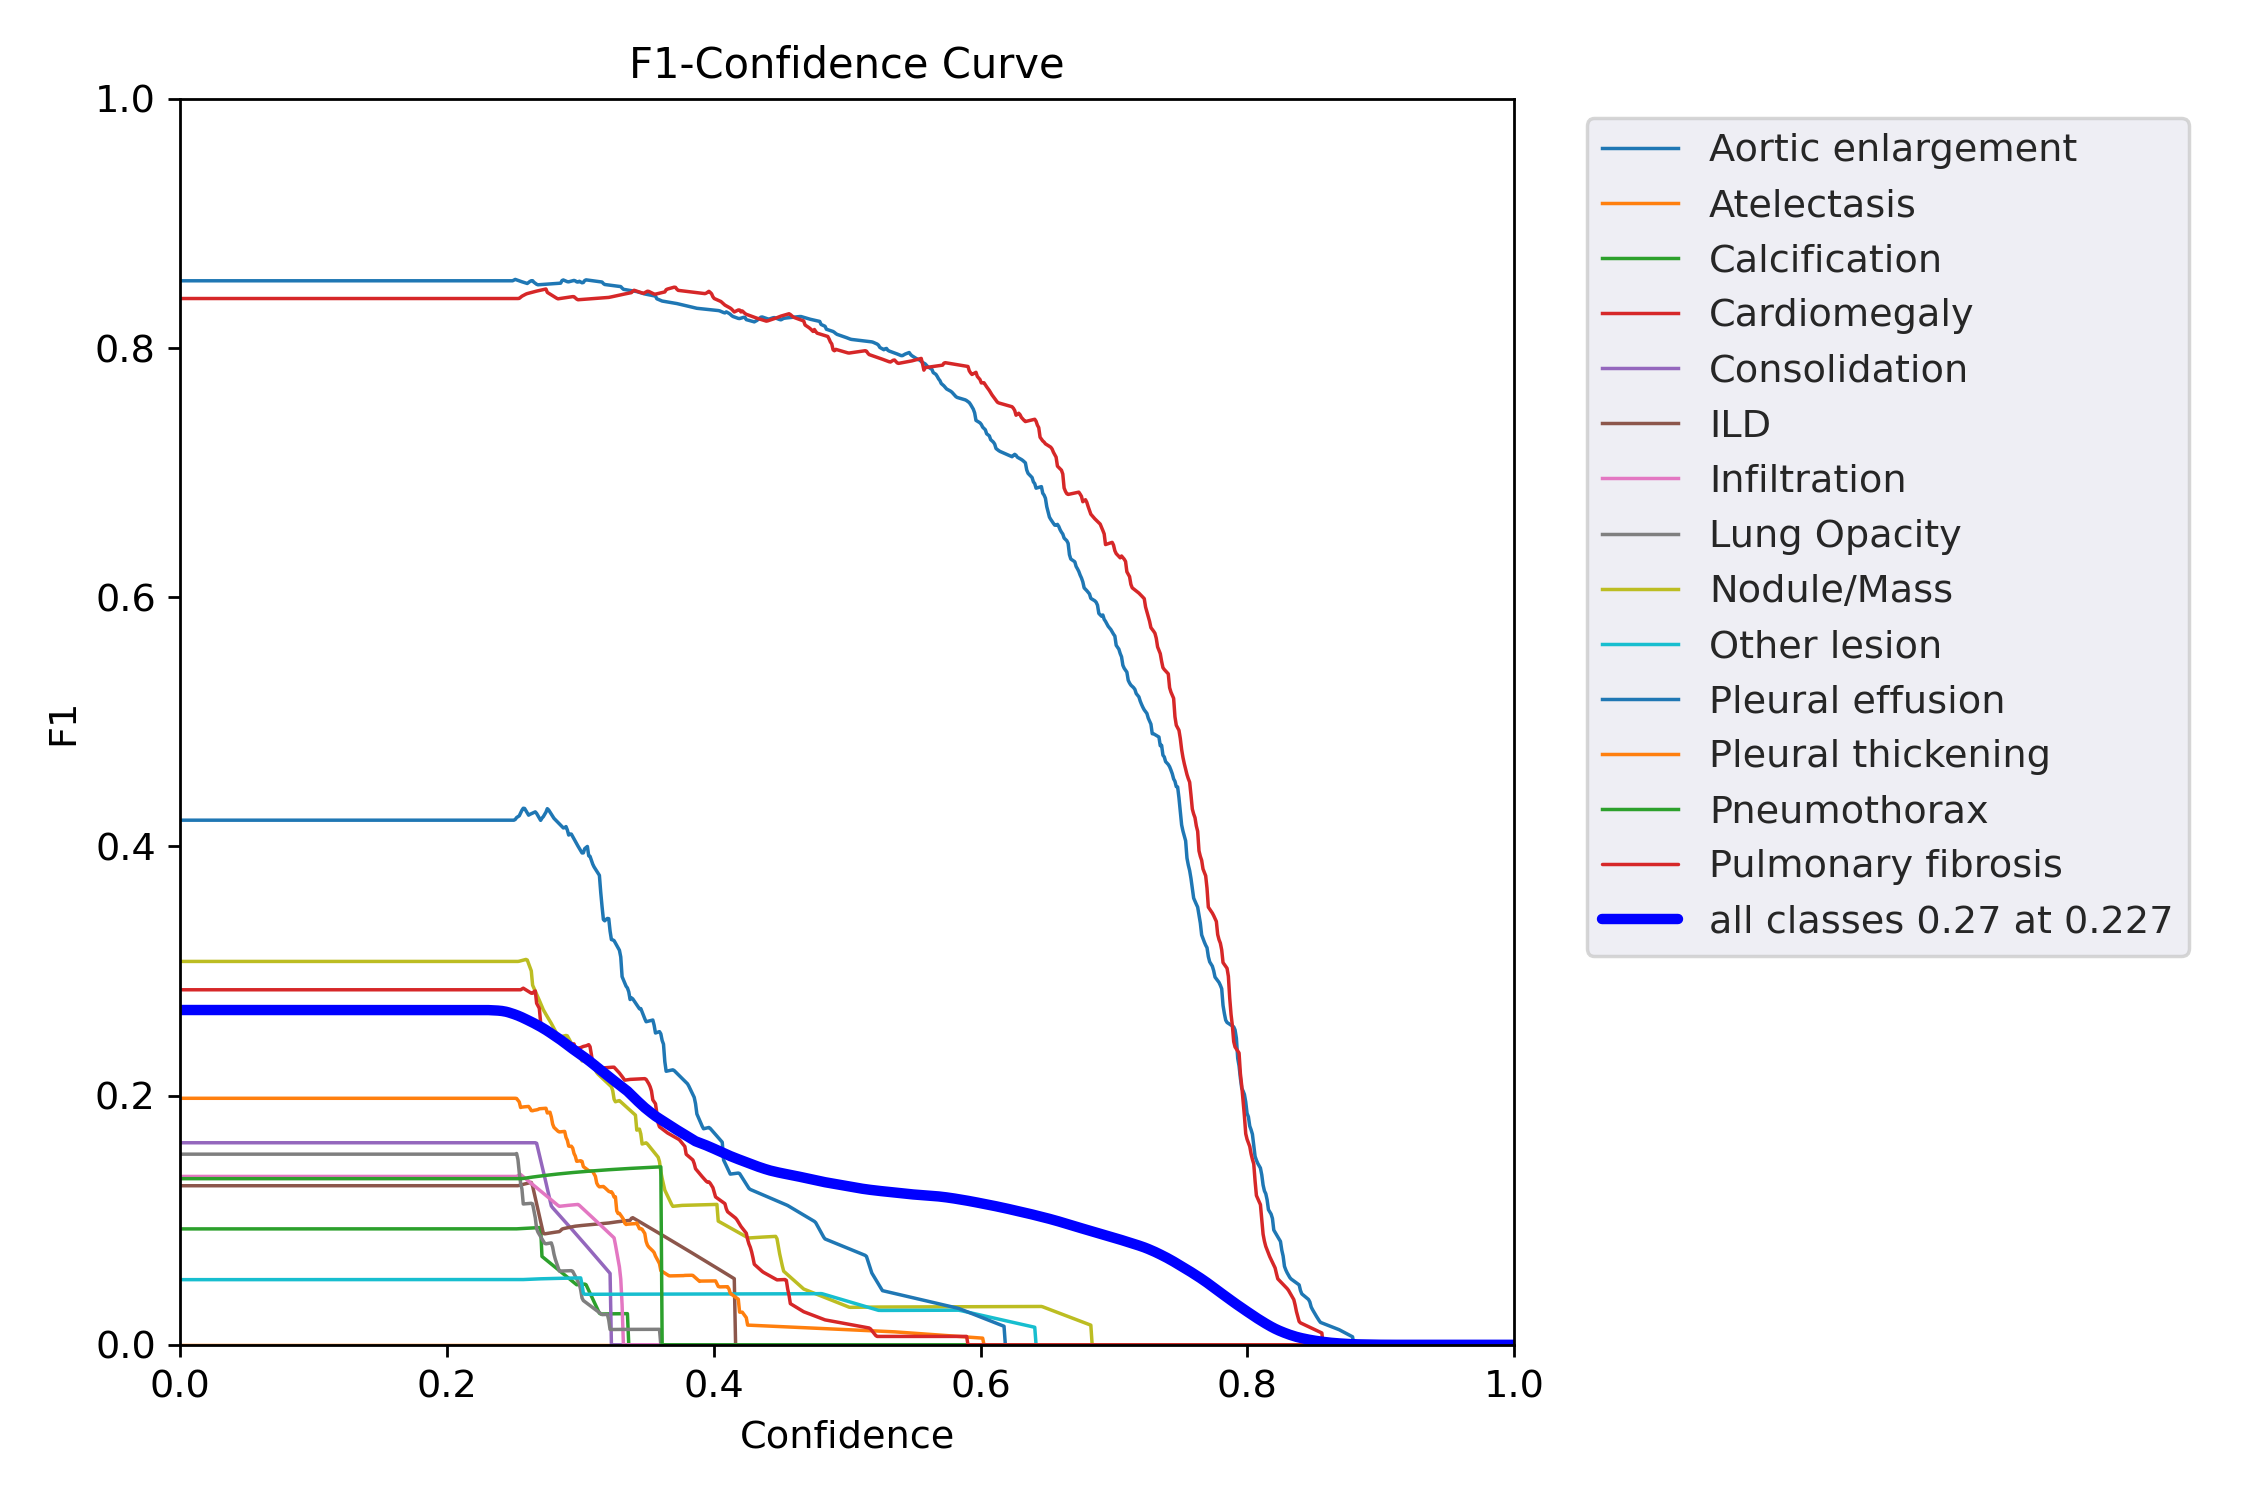 F1-Confidence Curve
1.0
0.8
0.6
0.4
0.2
0.0
F1
0.0 0.2 0.4 0.6 0.8 1.0
Confidence
Aortic enlargement
Atelectasis
Calcification
Cardiomegaly
Consolidation
ILD
Infiltration
Lung Opacity
Nodule/Mass
Other lesion
Pleural effusion
Pleural thickening
Pneumothorax
Pulmonary fibrosis
all classes 0.27 at 0.227